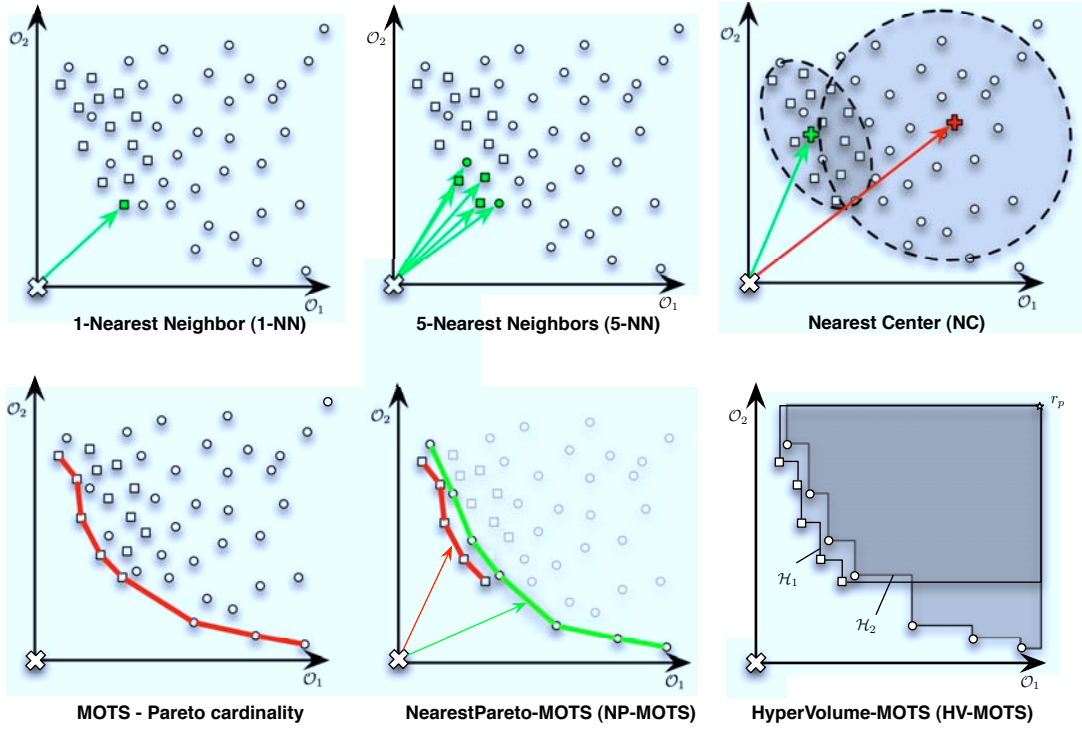 𝒪₂
𝒪₁
1-Nearest Neighbor (1-NN)
𝒪₂
𝒪₁
5-Nearest Neighbors (5-NN)
𝒪₂
𝒪₁
Nearest Center (NC)
𝒪₂
𝒪₁
MOTS - Pareto cardinality
𝒪₂
𝒪₁
NearestPareto-MOTS (NP-MOTS)
𝒪₂
r_p
ℋ₁
ℋ₂
𝒪₁
HyperVolume-MOTS (HV-MOTS)